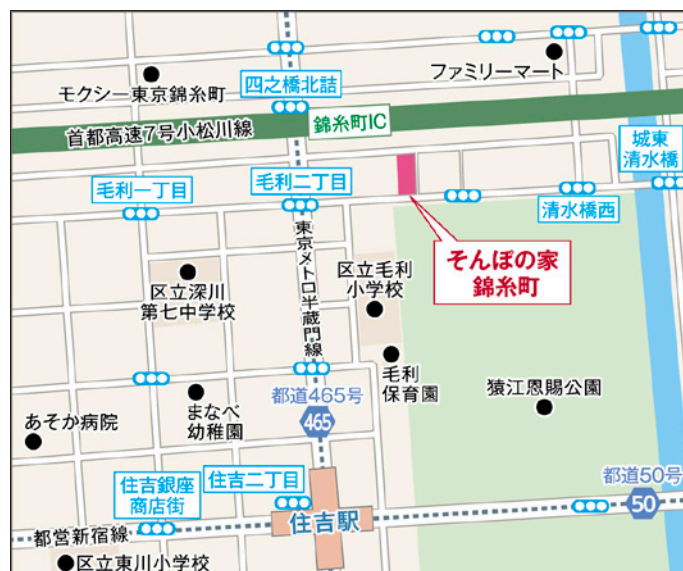 ファミリーマート
モクシー東京錦糸町
四之橋北詰
首都高速7号小松川線
錦糸町IC
城東
清水橋
毛利一丁目
毛利二丁目
清水橋西
そんぽの家
錦糸町
東京メトロ半蔵門線
区立毛利
小学校
区立深川
第七中学校
毛利
保育園
猿江恩賜公園
都道465号
465
まなべ
幼稚園
あそか病院
住吉銀座
商店街
住吉二丁目
都道50号
50
住吉駅
都営新宿線
区立東川小学校